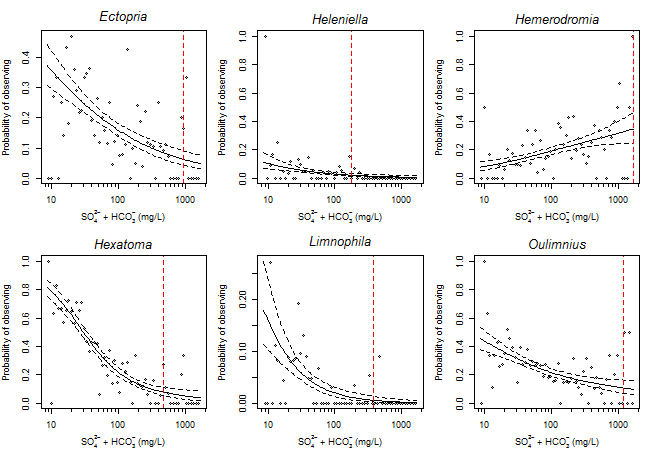 Ectopria
Probability of observing
0.0 0.1 0.2 0.3 0.4
10 100 1000
SO₄²⁻ + HCO₃⁻ (mg/L)
Heleniella
Probability of observing
0.0 0.2 0.4 0.6 0.8 1.0
10 100 1000
SO₄²⁻ + HCO₃⁻ (mg/L)
Hemerodromia
Probability of observing
0.0 0.2 0.4 0.6 0.8 1.0
10 100 1000
SO₄²⁻ + HCO₃⁻ (mg/L)
Hexatoma
Probability of observing
0.0 0.2 0.4 0.6 0.8 1.0
10 100 1000
SO₄²⁻ + HCO₃⁻ (mg/L)
Limnophila
Probability of observing
0.00 0.10 0.20
10 100 1000
SO₄²⁻ + HCO₃⁻ (mg/L)
Oulimnius
Probability of observing
0.0 0.2 0.4 0.6 0.8 1.0
10 100 1000
SO₄²⁻ + HCO₃⁻ (mg/L)